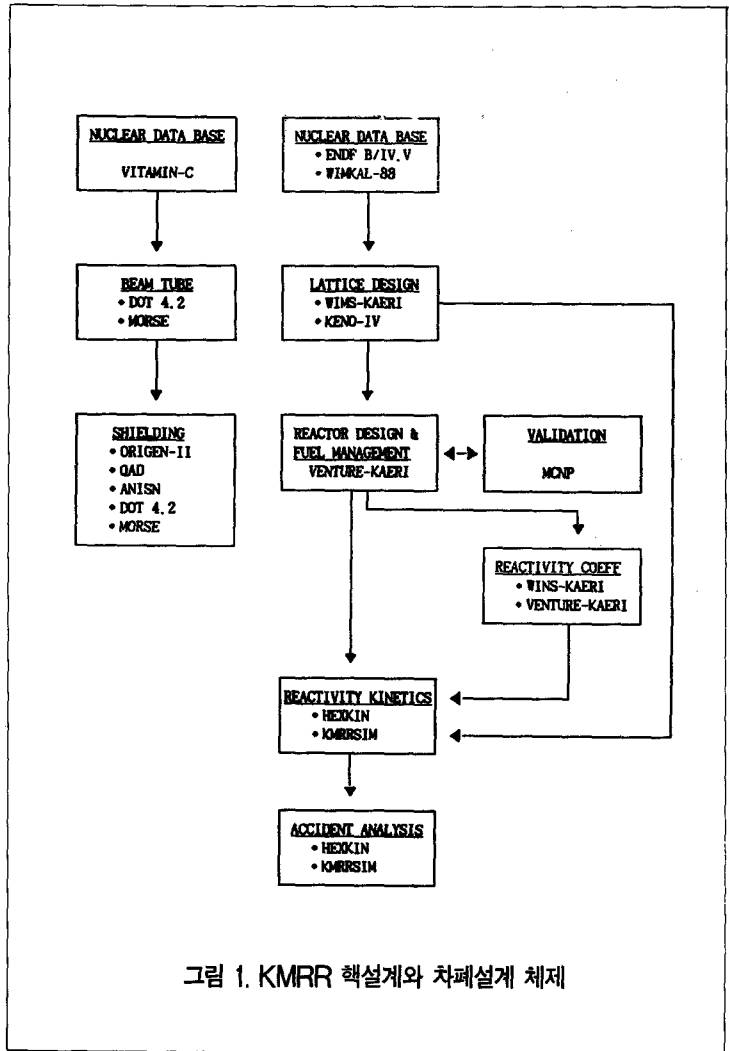 NUCLEAR DATA BASE
VITAMIN-C
BEAM TUBE
• DOT 4.2
• MORSE
SHIELDING
• ORIGEN-II
• QAD
• ANISN
• DOT 4.2
• MORSE
NUCLEAR DATA BASE
• ENDF B/IV.V
• WIMKAL-88
LATTICE DESIGN
• WIMS-KAERI
• KENO-IV
REACTOR DESIGN &
FUEL MANAGEMENT
VENTURE-KAERI
VALIDATION
MCNP
REACTIVITY COEFF
• WINS-KAERI
• VENTURE-KAERI
REACTIVITY KINETICS
• HEXKIN
• KMRRSIM
ACCIDENT ANALYSIS
• HEXKIN
• KMRRSIM
그림 1. KMRR 핵설계와 차폐설계 체제